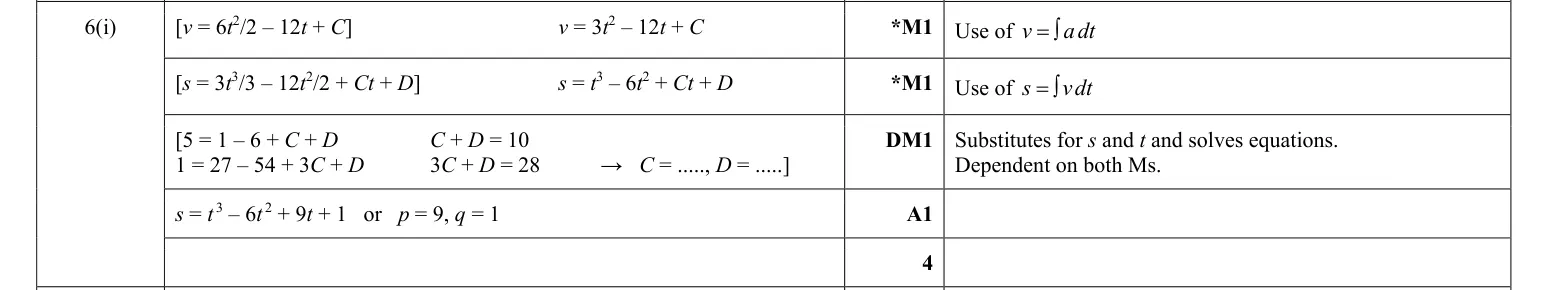 6(i) [v = 6t²/2 – 12t + C] v = 3t² – 12t + C *M1 Use of v = ∫ a dt
[s = 3t³/3 – 12t²/2 + Ct + D] s = t³ – 6t² + Ct + D *M1 Use of s = ∫ v dt
[5 = 1 – 6 + C + D C + D = 10 DM1 Substitutes for s and t and solves equations.
1 = 27 – 54 + 3C + D 3C + D = 28 → C = ....., D = .....] Dependent on both Ms.
s = t³ – 6t² + 9t + 1 or p = 9, q = 1 A1
4